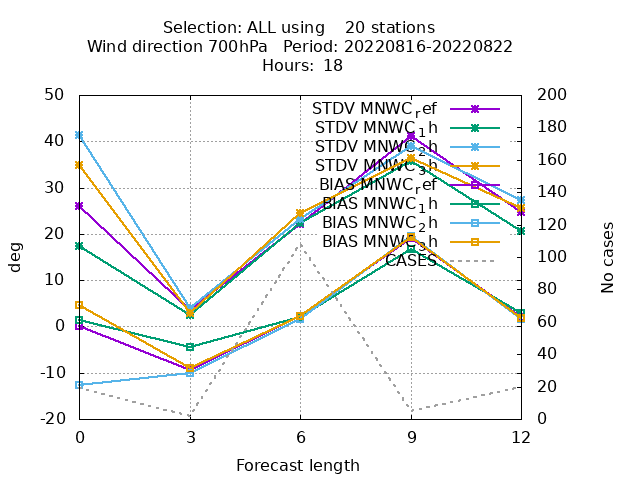 Selection: ALL using    20 stations
Wind direction 700hPa   Period: 20220816-20220822
Hours: 18
STDV MNWC_ref
STDV MNWC_1h
STDV MNWC_2h
STDV MNWC_3h
BIAS MNWC_ref
BIAS MNWC_1h
BIAS MNWC_2h
BIAS MNWC_3h
CASES
50
40
30
20
10
0
-10
-20
deg
200
180
160
140
120
100
80
60
40
20
0
No cases
0 3 6 9 12
Forecast length